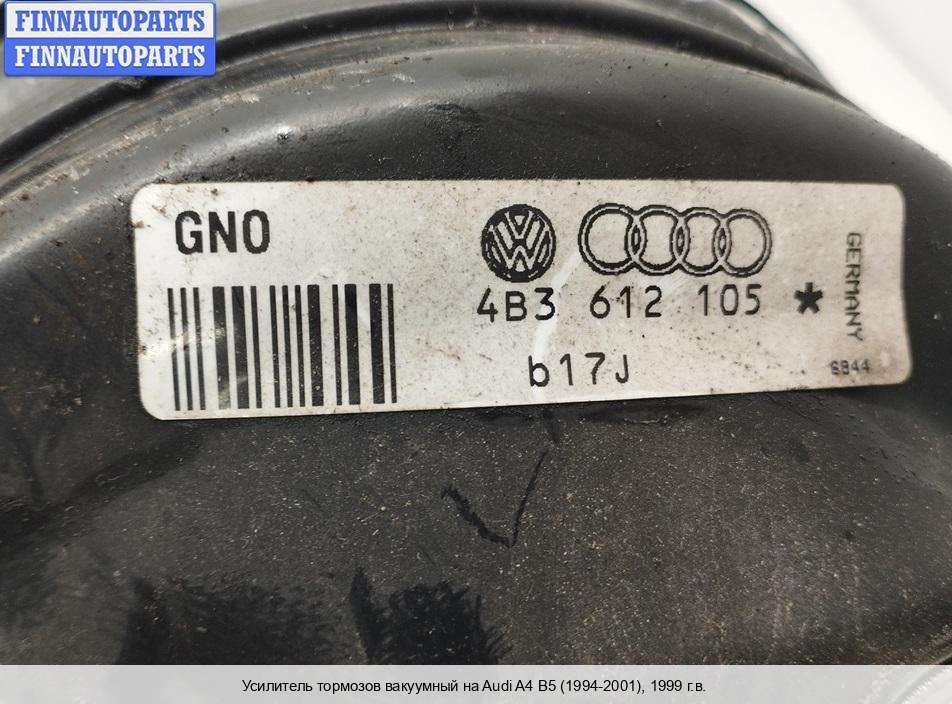 FINNAUTOPARTS
FINNAUTOPARTS
GNO
4B3 612 105 *
b17J
GERMANY
SB44
Усилитель тормозов вакуумный на Audi A4 B5 (1994-2001), 1999 г.в.